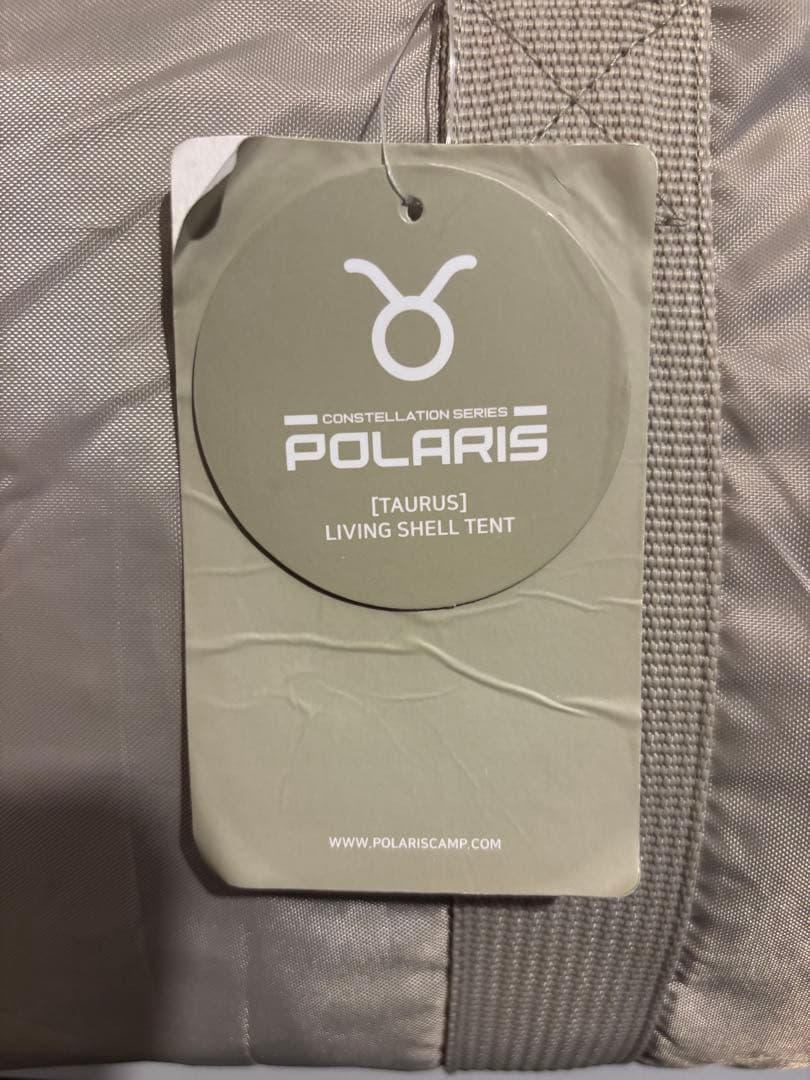 CONSTELLATION SERIES
POLARIS
[TAURUS]
LIVING SHELL TENT
WWW.POLARISCAMP.COM